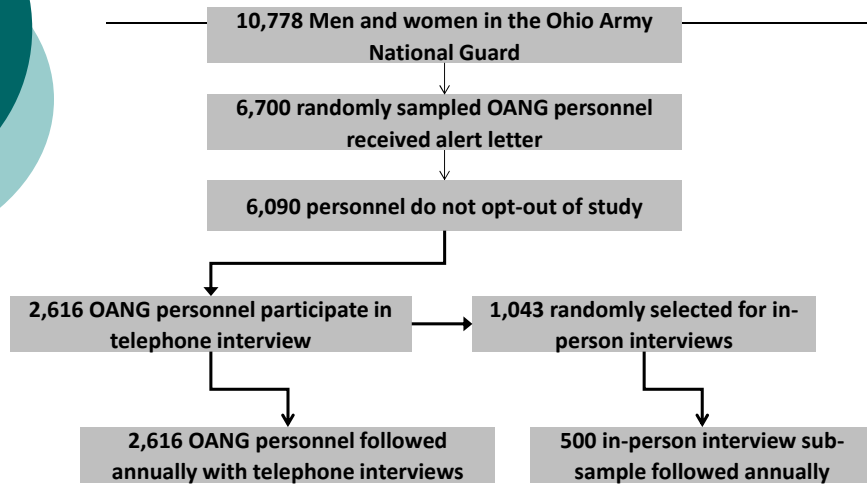 10,778 Men and women in the Ohio Army
National Guard
6,700 randomly sampled OANG personnel
received alert letter
6,090 personnel do not opt-out of study
2,616 OANG personnel participate in
telephone interview
1,043 randomly selected for in-
person interviews
2,616 OANG personnel followed
annually with telephone interviews
500 in-person interview sub-
sample followed annually